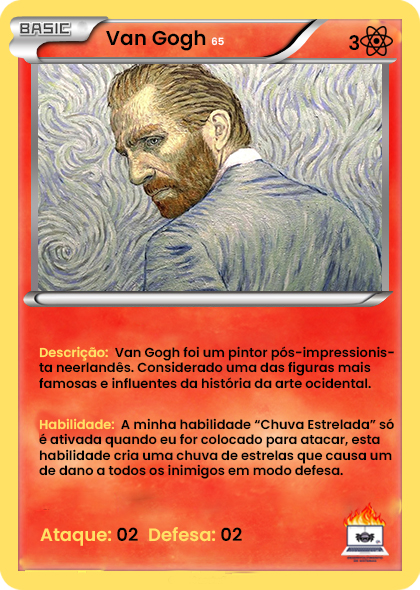 BASIC
Van Gogh 65
3
Descrição: Van Gogh foi um pintor pós-impressionis-
ta neerlandês. Considerado uma das figuras mais
famosas e influentes da história da arte ocidental.
Habilidade: A minha habilidade “Chuva Estrelada” só
é ativada quando eu for colocado para atacar, esta
habilidade cria uma chuva de estrelas que causa um
de dano a todos os inimigos em modo defesa.
Ataque: 02 Defesa: 02